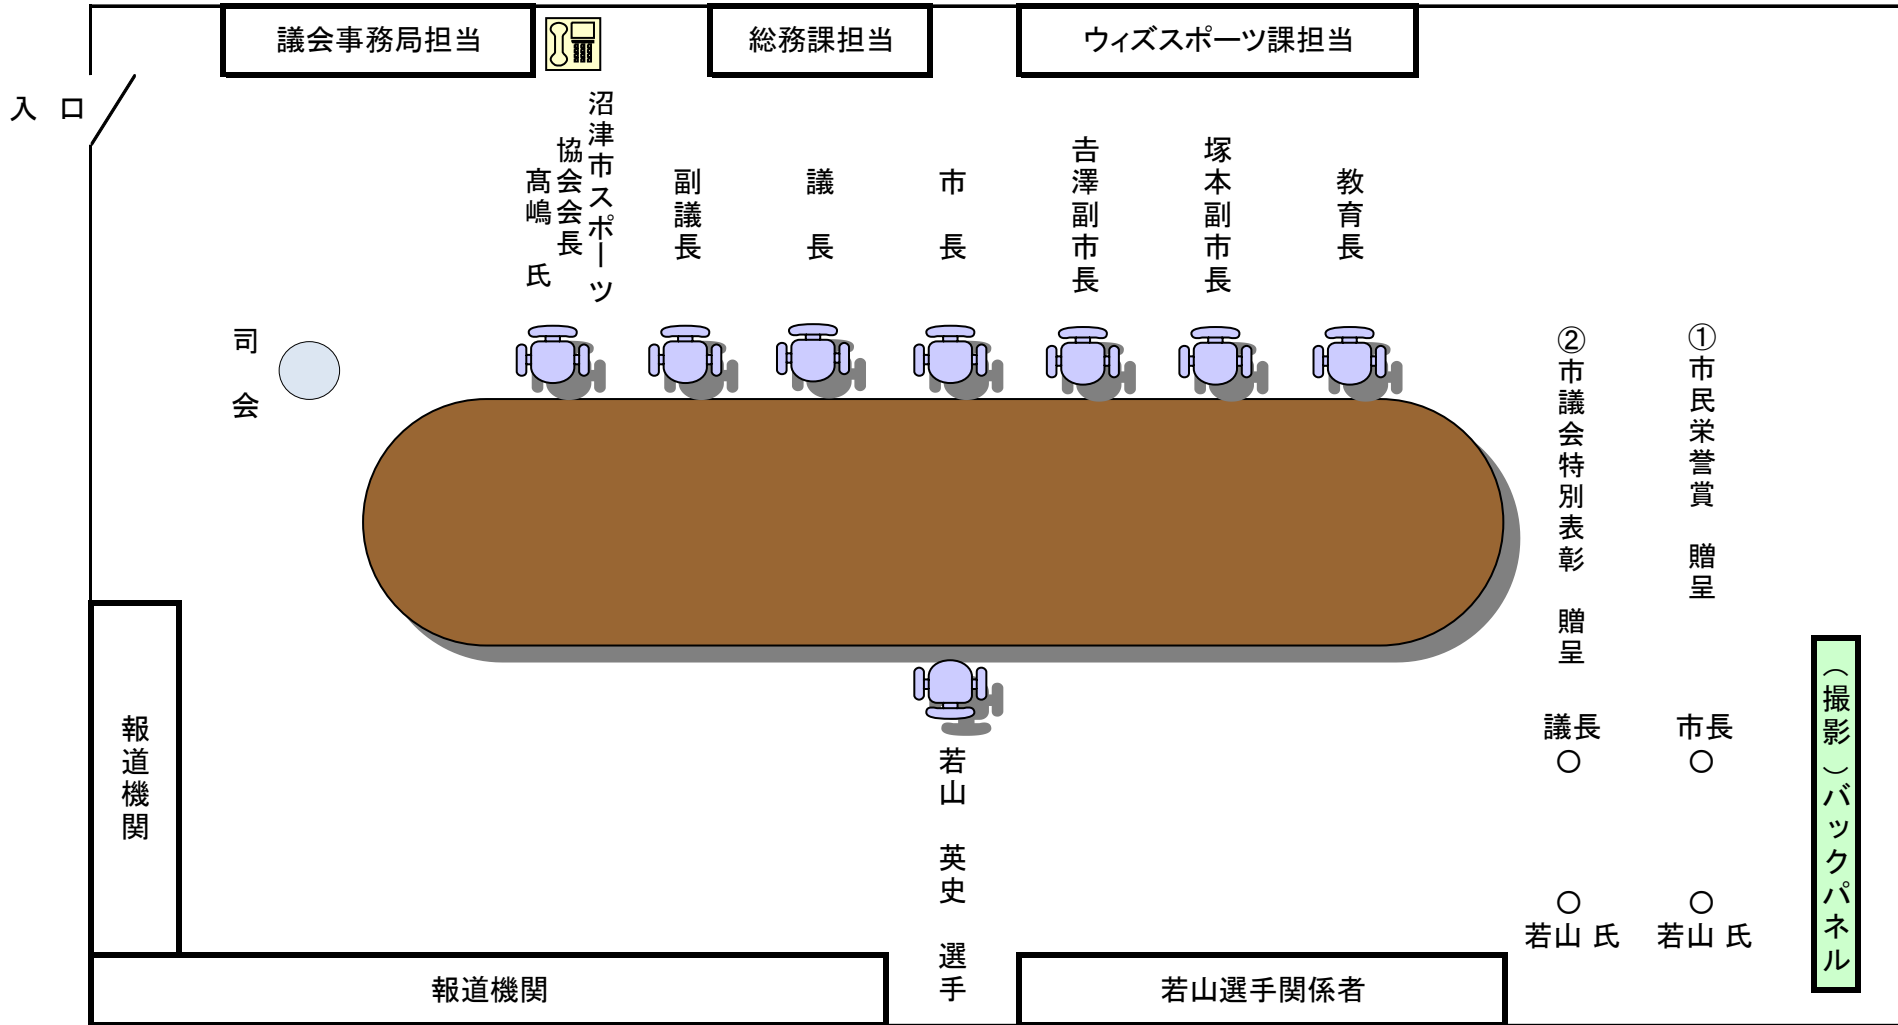 議会事務局担当
総務課担当
ウィズスポーツ課担当
入 口
沼津市スポーツ
協会会長
髙嶋 氏
副議長
議 長
市 長
吉澤副市長
塚本副市長
教育長
司 会
①市民栄誉賞 贈呈
②市議会特別表彰 贈呈
議長
○
○
若山 氏
市長
○
○
若山 氏
(撮影)バックパネル
報道機関
若山 英史 選手
報道機関
若山選手関係者